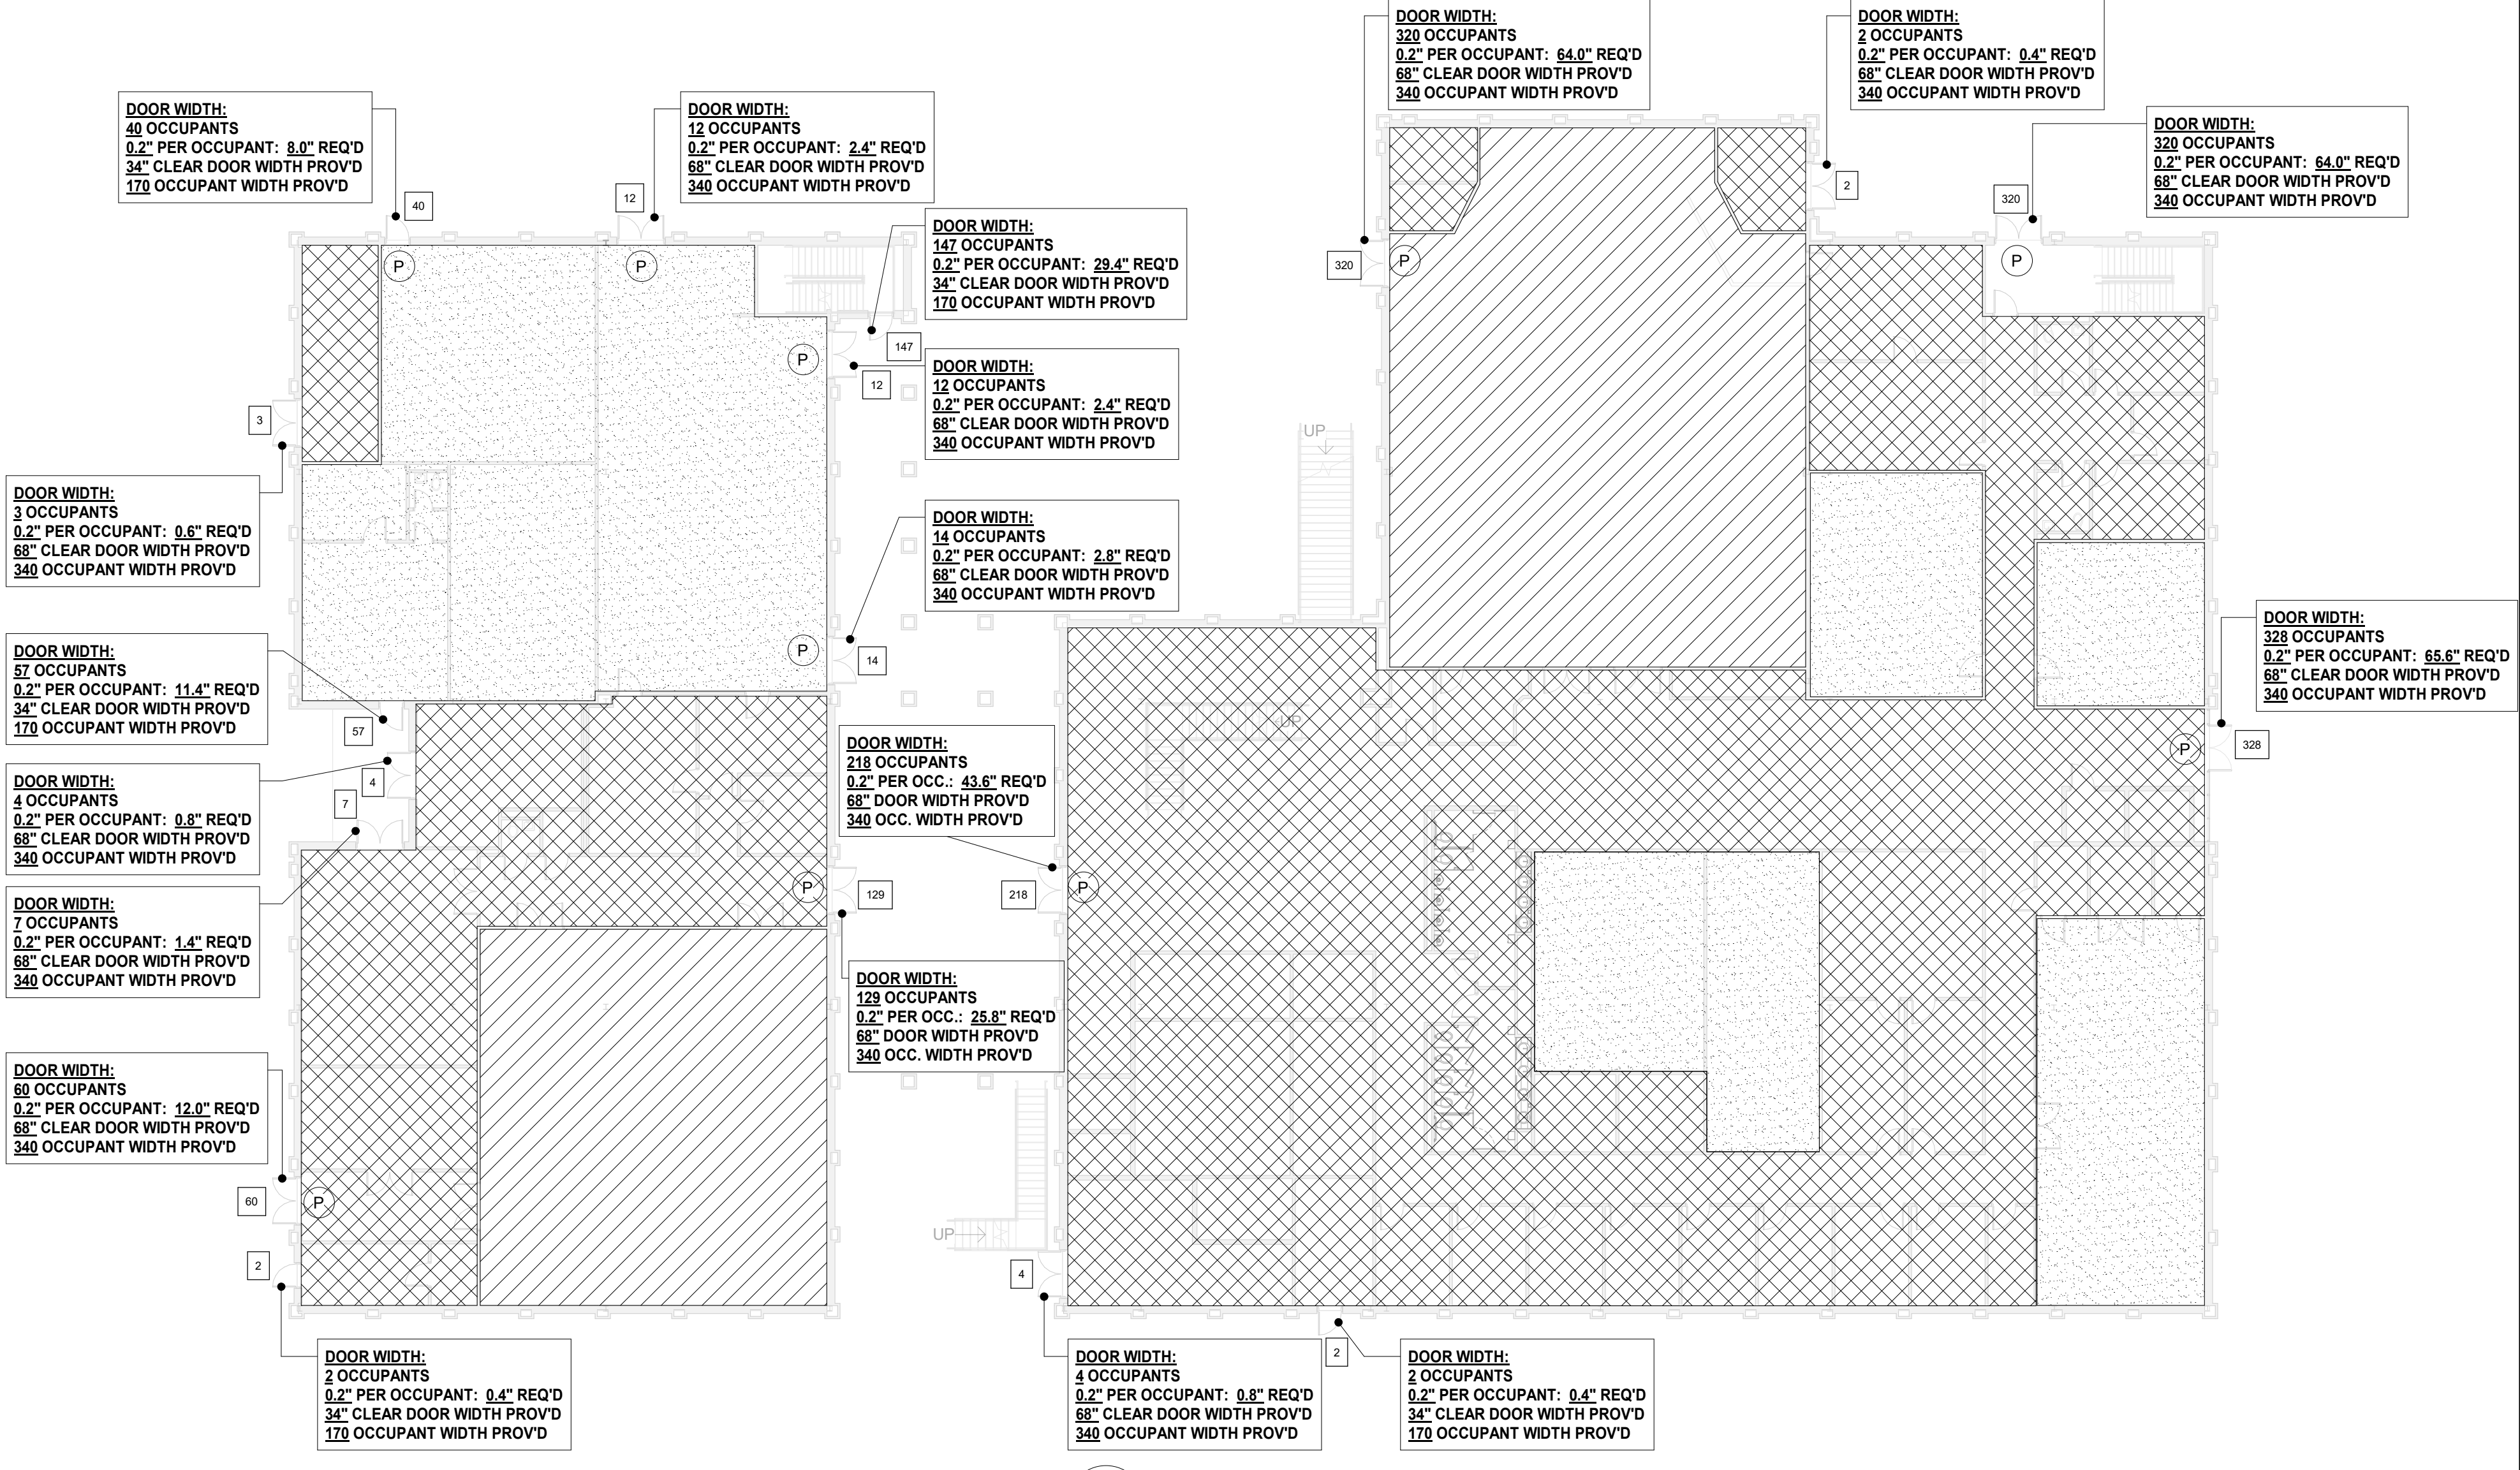 DOOR WIDTH:
320 OCCUPANTS
0.2" PER OCCUPANT: 64.0" REQ'D
68" CLEAR DOOR WIDTH PROV'D
340 OCCUPANT WIDTH PROV'D
DOOR WIDTH:
2 OCCUPANTS
0.2" PER OCCUPANT: 0.4" REQ'D
68" CLEAR DOOR WIDTH PROV'D
340 OCCUPANT WIDTH PROV'D
DOOR WIDTH:
40 OCCUPANTS
0.2" PER OCCUPANT: 8.0" REQ'D
34" CLEAR DOOR WIDTH PROV'D
170 OCCUPANT WIDTH PROV'D
DOOR WIDTH:
12 OCCUPANTS
0.2" PER OCCUPANT: 2.4" REQ'D
68" CLEAR DOOR WIDTH PROV'D
340 OCCUPANT WIDTH PROV'D
DOOR WIDTH:
320 OCCUPANTS
0.2" PER OCCUPANT: 64.0" REQ'D
68" CLEAR DOOR WIDTH PROV'D
340 OCCUPANT WIDTH PROV'D
40
12
2
320
DOOR WIDTH:
147 OCCUPANTS
0.2" PER OCCUPANT: 29.4" REQ'D
34" CLEAR DOOR WIDTH PROV'D
170 OCCUPANT WIDTH PROV'D
P
P
320
P
P
147
P
12
DOOR WIDTH:
12 OCCUPANTS
0.2" PER OCCUPANT: 2.4" REQ'D
68" CLEAR DOOR WIDTH PROV'D
340 OCCUPANT WIDTH PROV'D
3
UP
DOOR WIDTH:
3 OCCUPANTS
0.2" PER OCCUPANT: 0.6" REQ'D
68" CLEAR DOOR WIDTH PROV'D
340 OCCUPANT WIDTH PROV'D
DOOR WIDTH:
14 OCCUPANTS
0.2" PER OCCUPANT: 2.8" REQ'D
68" CLEAR DOOR WIDTH PROV'D
340 OCCUPANT WIDTH PROV'D
DOOR WIDTH:
328 OCCUPANTS
0.2" PER OCCUPANT: 65.6" REQ'D
68" CLEAR DOOR WIDTH PROV'D
340 OCCUPANT WIDTH PROV'D
DOOR WIDTH:
57 OCCUPANTS
0.2" PER OCCUPANT: 11.4" REQ'D
34" CLEAR DOOR WIDTH PROV'D
170 OCCUPANT WIDTH PROV'D
P
14
57
UP
P
328
DOOR WIDTH:
218 OCCUPANTS
0.2" PER OCC.: 43.6" REQ'D
68" DOOR WIDTH PROV'D
340 OCC. WIDTH PROV'D
DOOR WIDTH:
4 OCCUPANTS
0.2" PER OCCUPANT: 0.8" REQ'D
68" CLEAR DOOR WIDTH PROV'D
340 OCCUPANT WIDTH PROV'D
4
7
DOOR WIDTH:
7 OCCUPANTS
0.2" PER OCCUPANT: 1.4" REQ'D
68" CLEAR DOOR WIDTH PROV'D
340 OCCUPANT WIDTH PROV'D
P
129
218
P
DOOR WIDTH:
129 OCCUPANTS
0.2" PER OCC.: 25.8" REQ'D
68" DOOR WIDTH PROV'D
340 OCC. WIDTH PROV'D
DOOR WIDTH:
60 OCCUPANTS
0.2" PER OCCUPANT: 12.0" REQ'D
68" CLEAR DOOR WIDTH PROV'D
340 OCCUPANT WIDTH PROV'D
60
P
UP
2
4
DOOR WIDTH:
2 OCCUPANTS
0.2" PER OCCUPANT: 0.4" REQ'D
34" CLEAR DOOR WIDTH PROV'D
170 OCCUPANT WIDTH PROV'D
DOOR WIDTH:
4 OCCUPANTS
0.2" PER OCCUPANT: 0.8" REQ'D
68" CLEAR DOOR WIDTH PROV'D
340 OCCUPANT WIDTH PROV'D
2
DOOR WIDTH:
2 OCCUPANTS
0.2" PER OCCUPANT: 0.4" REQ'D
34" CLEAR DOOR WIDTH PROV'D
170 OCCUPANT WIDTH PROV'D